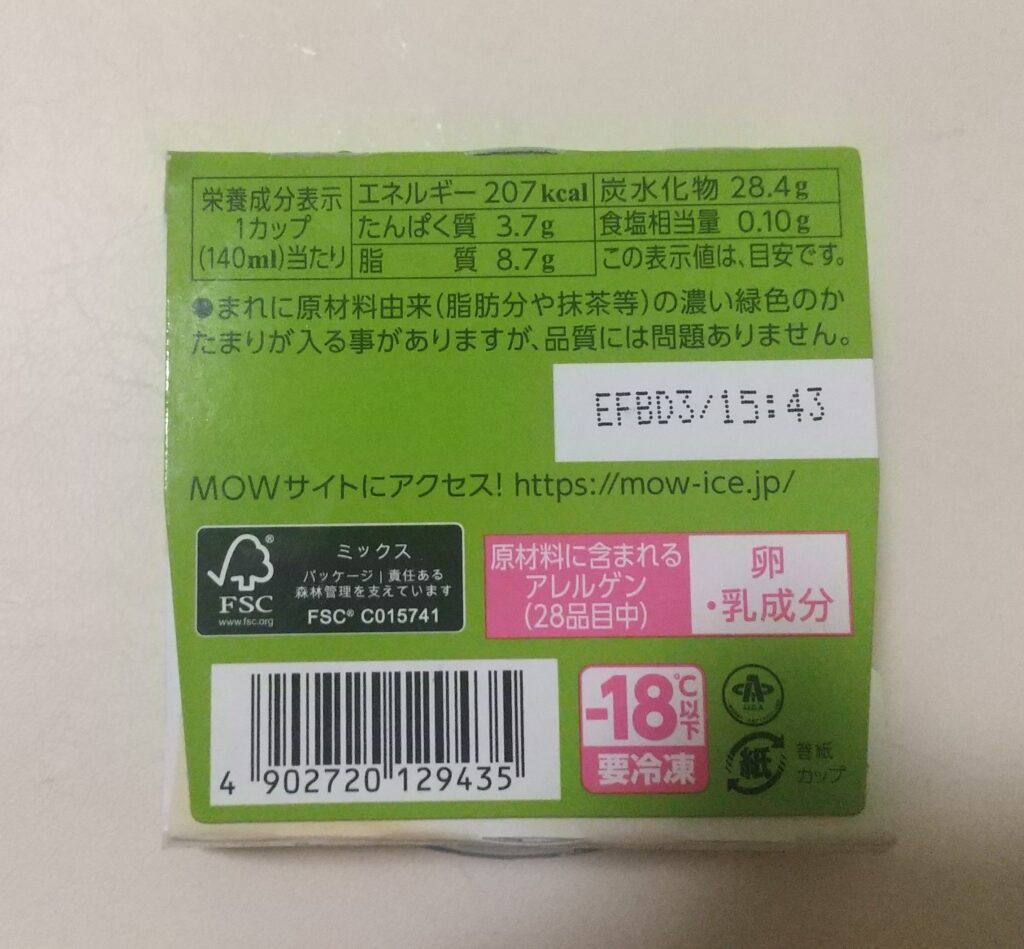 栄養成分表示
1カップ
(140ml)当たり
エネルギー 207kcal
たんぱく質 3.7g
脂 質 8.7g
炭水化物 28.4g
食塩相当量 0.10g
この表示値は、目安です。
●まれに原材料由来(脂肪分や抹茶等)の濃い緑色のか
たまりが入る事がありますが、品質には問題ありません。
EFBD3/15:43
MOWサイトにアクセス! https://mow-ice.jp/
FSC
www.fsc.org
ミックス
パッケージ | 責任ある
森林管理を支えています
FSC® C015741
原材料に含まれる
アレルゲン
(28品目中)
卵
・乳成分
4 902720 129435
-18℃以下
要冷凍
紙
巻紙
カップ